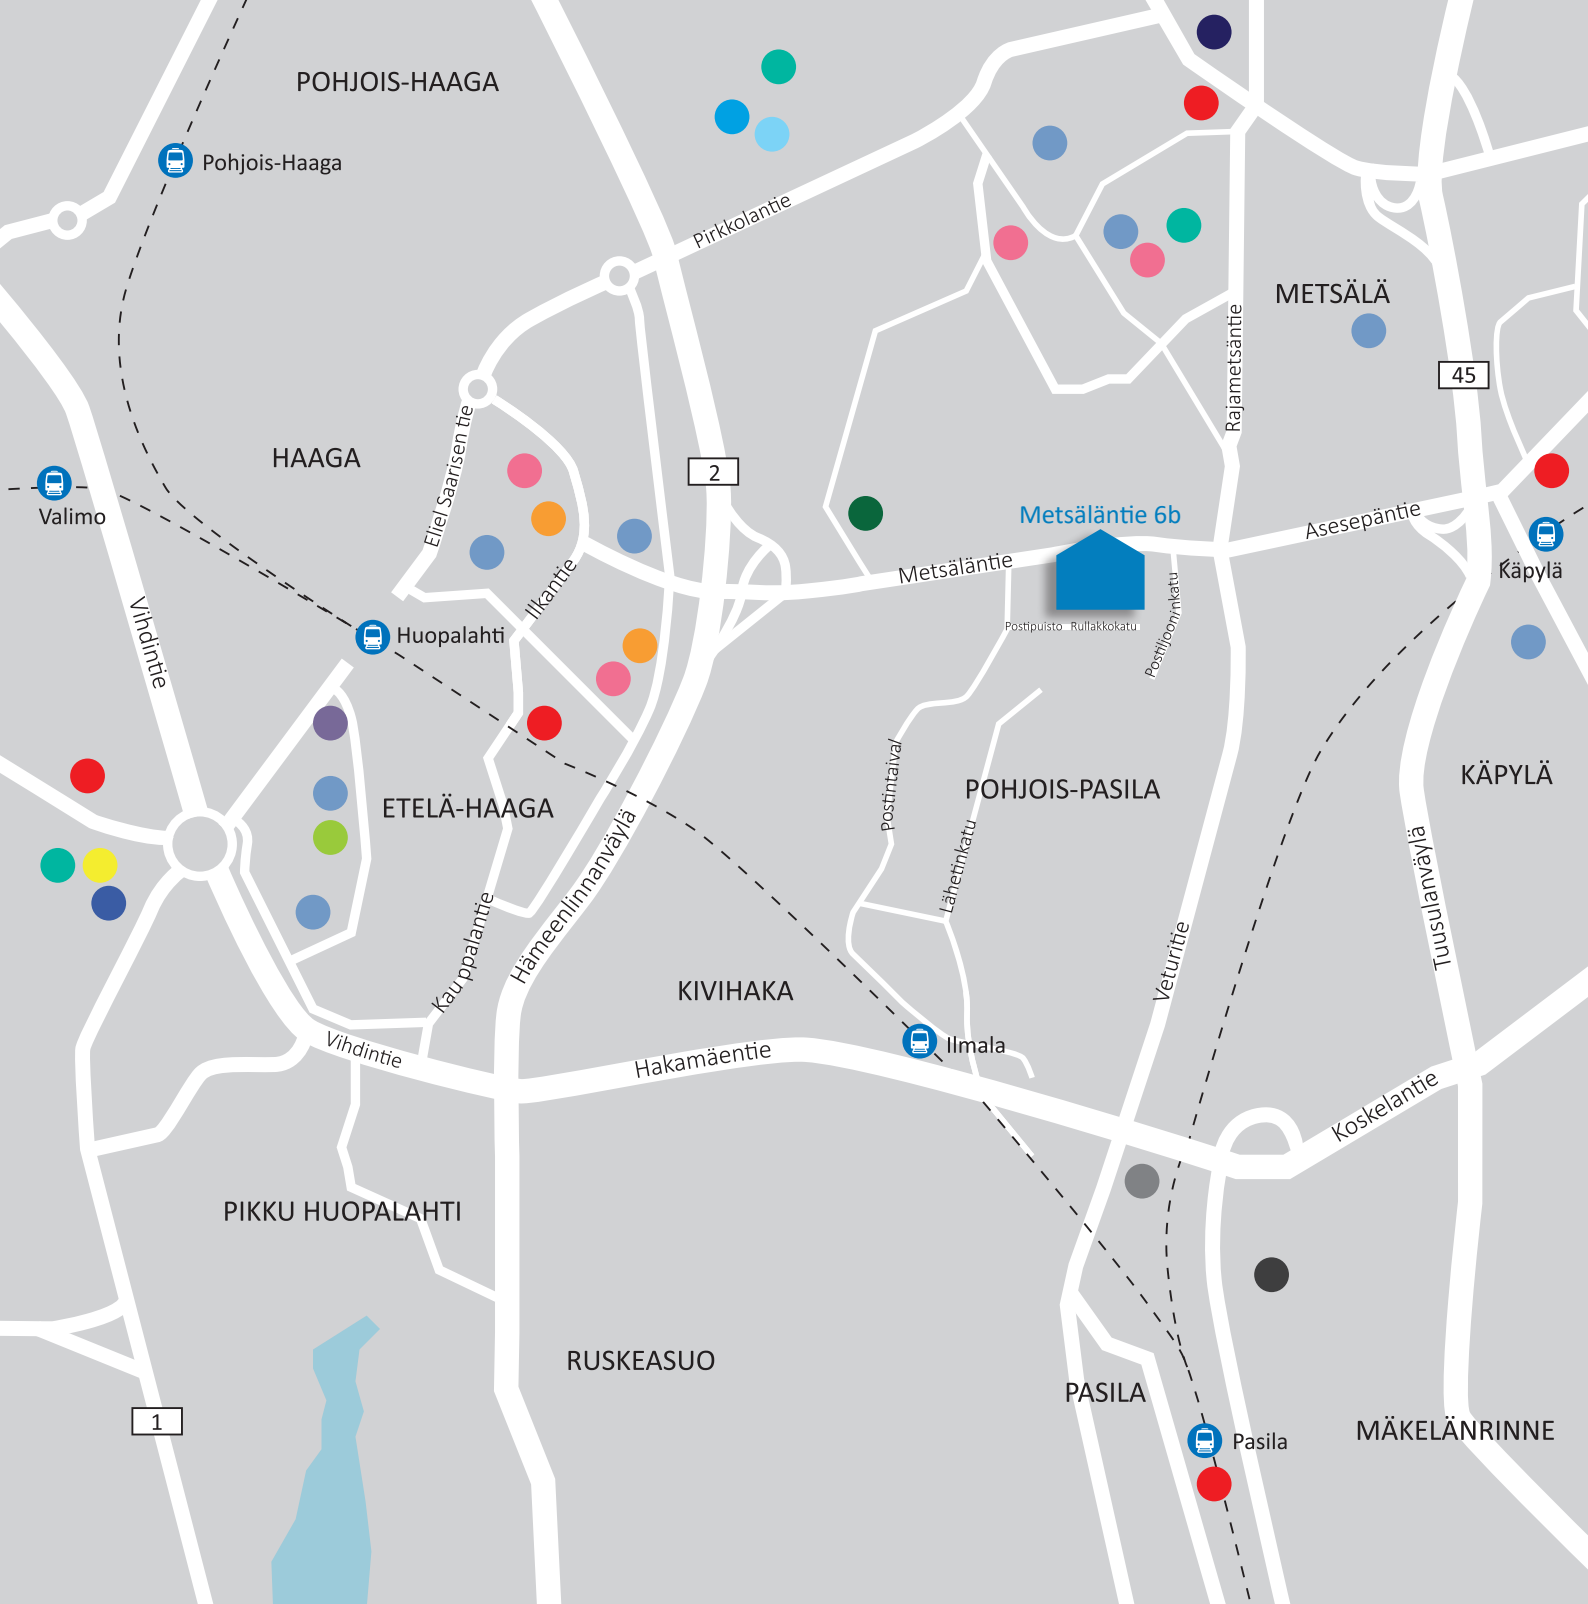 POHJOIS-HAAGA
Pohjois-Haaga
Pirkkolantie
METSÄLÄ
Rajametsäntie
45
HAAGA
Eliel Saarisen tie
2
Valimo
Metsäläntie 6b
Asesepäntie
Käpylä
Metsäläntie
Ilkantie
Postiljooninkatu
Vihdintie
Huopalahti
Postipuisto Rullakkokatu
Postintaival
POHJOIS-PASILA
KÄPYLÄ
ETELÄ-HAAGA
Hämeenlinnanväylä
Lähetinkatu
Tuusulanväylä
Kauppalantie
Veturitie
KIVIHAKA
Vihdintie
Hakamäentie
Ilmala
Koskelantie
PIKKU HUOPALAHTI
RUSKEASUO
PASILA
1
Pasila
MÄKELÄNRINNE